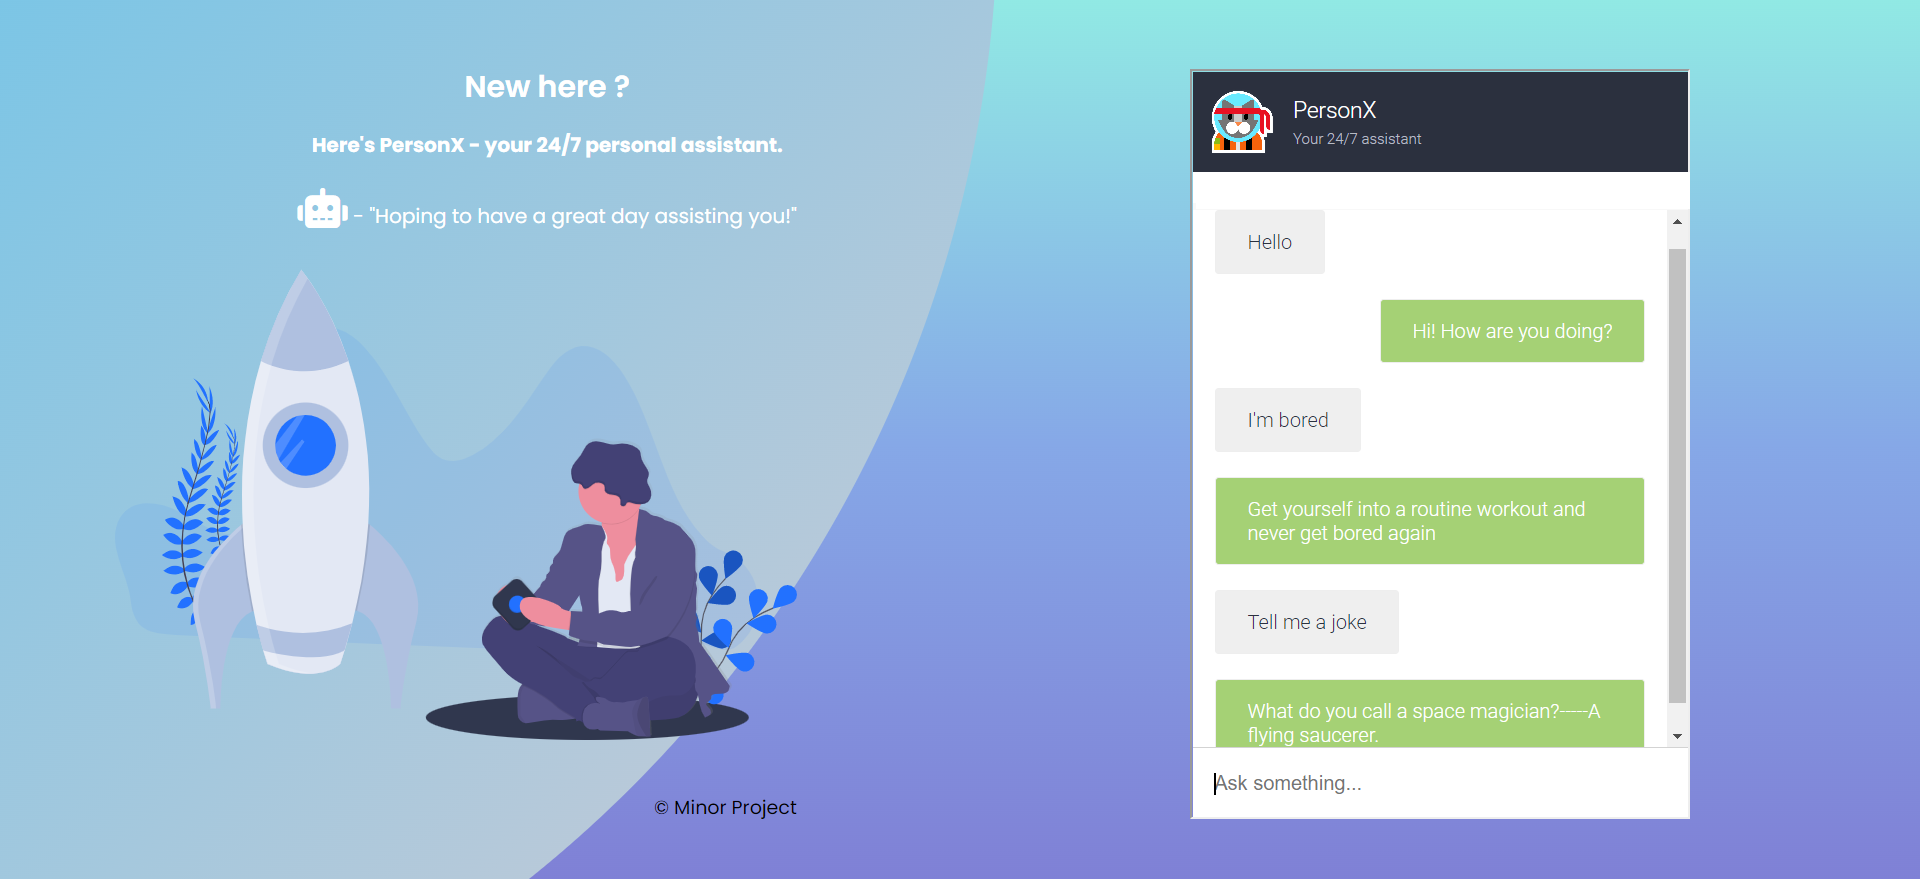 New here ?
Here's PersonX - your 24/7 personal assistant.
- "Hoping to have a great day assisting you!"
© Minor Project
PersonX
Your 24/7 assistant
Hello
Hi! How are you doing?
I'm bored
Get yourself into a routine workout and
never get bored again
Tell me a joke
What do you call a space magician?-----A
flying saucerer.
Ask something...